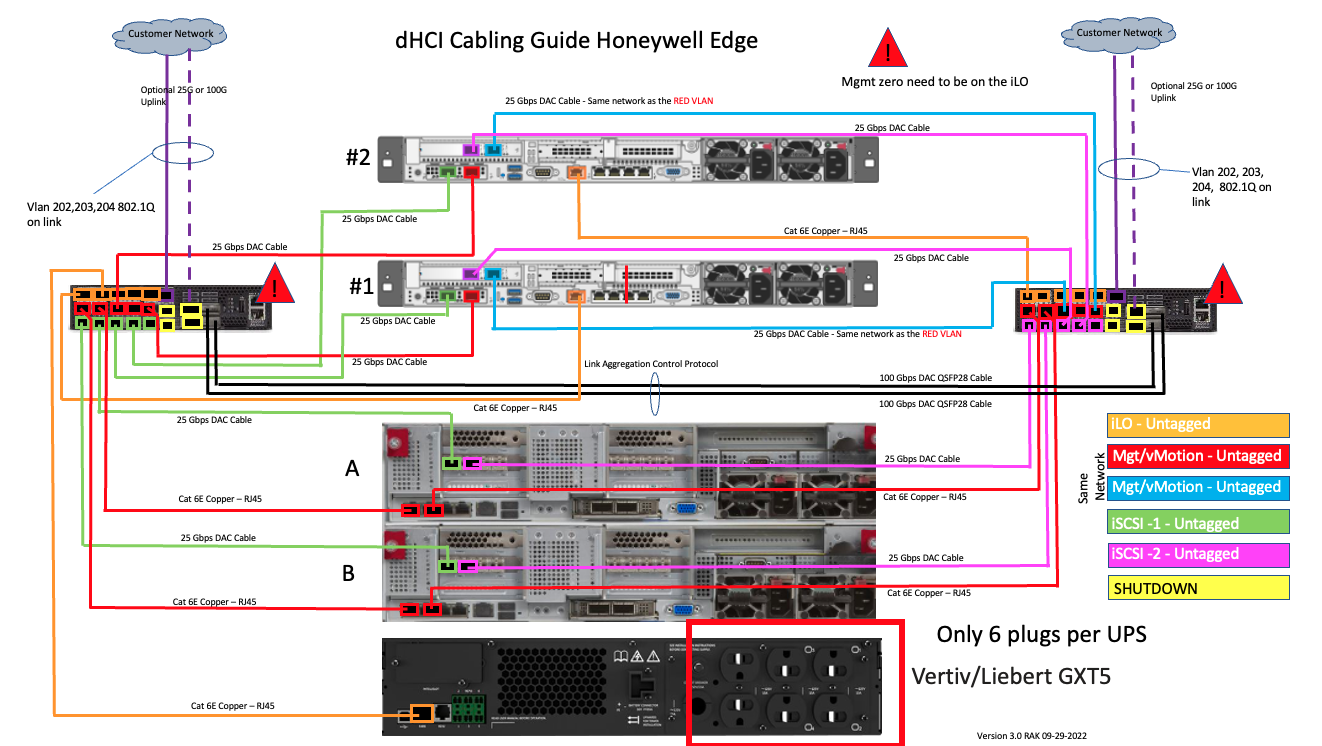 Customer Network
dHCI Cabling Guide Honeywell Edge
Customer Network
!
Mgmt zero need to be on the iLO
Optional 25G or 100G
Uplink
Optional 25G or 100G
Uplink
25 Gbps DAC Cable - Same network as the RED VLAN
25 Gbps DAC Cable
#2
Vlan 202,203,204 802.1Q
on link
Vlan 202, 203,
204, 802.1Q on
link
25 Gbps DAC Cable
Cat 6E Copper – RJ45
25 Gbps DAC Cable
25 Gbps DAC Cable
#1
!
!
25 Gbps DAC Cable
25 Gbps DAC Cable - Same network as the RED VLAN
25 Gbps DAC Cable
Link Aggregation Control Protocol
100 Gbps DAC QSFP28 Cable
Cat 6E Copper – RJ45
100 Gbps DAC QSFP28 Cable
25 Gbps DAC Cable
iLO - Untagged
Mgt/vMotion - Untagged
Same
Network
Mgt/vMotion - Untagged
iSCSI -1 - Untagged
iSCSI -2 - Untagged
SHUTDOWN
A
25 Gbps DAC Cable
Cat 6E Copper – RJ45
Cat 6E Copper – RJ45
25 Gbps DAC Cable
25 Gbps DAC Cable
B
Cat 6E Copper – RJ45
Cat 6E Copper – RJ45
Only 6 plugs per UPS
Vertiv/Liebert GXT5
Cat 6E Copper – RJ45
Version 3.0 RAK 09-29-2022